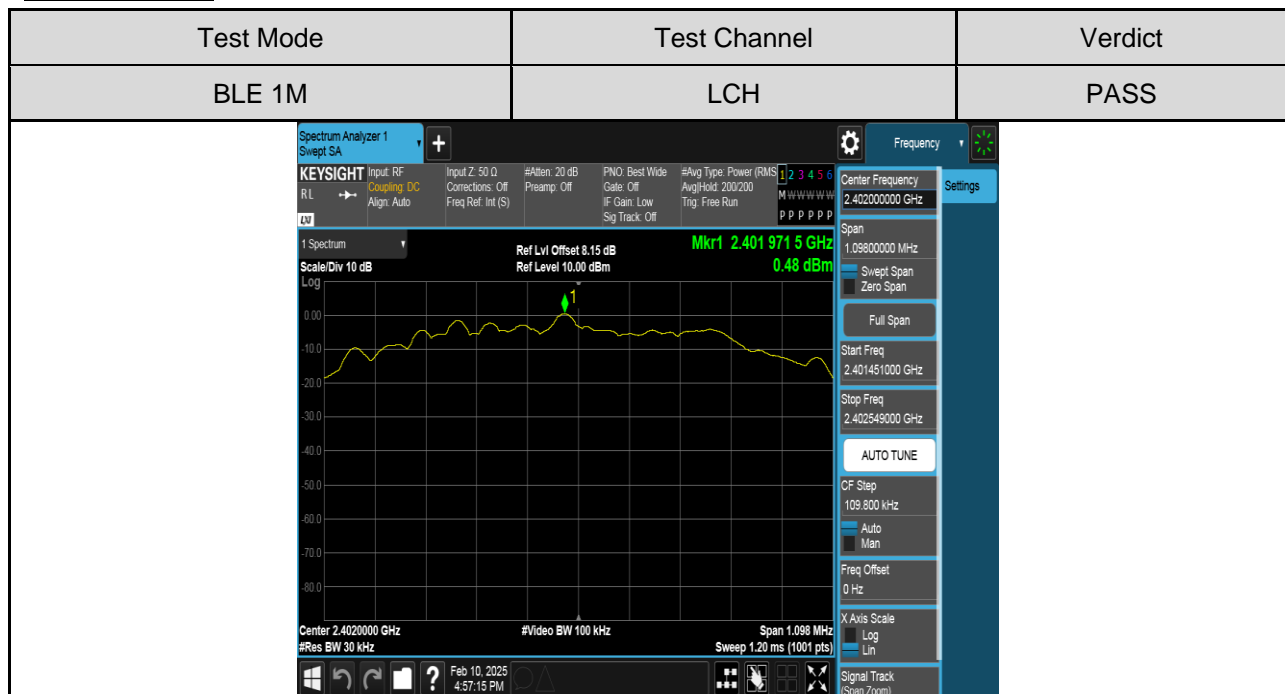 Test Mode Test Channel Verdict
BLE 1M LCH PASS
Spectrum Analyzer 1
Swept SA
+
Frequency
KEYSIGHT
RL
LXI
Input: RF
Coupling: DC
Align: Auto
Input Z: 50 Ω
Corrections: Off
Freq Ref: Int (S)
#Atten: 20 dB
Preamp: Off
PNO: Best Wide
Gate: Off
IF Gain: Low
Sig Track: Off
#Avg Type: Power (RMS
Avg|Hold: 200/200
Trig: Free Run
1 2 3 4 5 6
M W W W W W
P P P P P P
1 Spectrum
Scale/Div 10 dB
Log
Ref Lvl Offset 8.15 dB
Ref Level 10.00 dBm
Mkr1 2.401 971 5 GHz
0.48 dBm
1
0.00
-10.0
-20.0
-30.0
-40.0
-50.0
-60.0
-70.0
-80.0
Center 2.4020000 GHz
#Res BW 30 kHz
#Video BW 100 kHz
Span 1.098 MHz
Sweep 1.20 ms (1001 pts)
?
Feb 10, 2025
4:57:15 PM
Center Frequency
2.402000000 GHz
Span
1.09800000 MHz
Swept Span
Zero Span
Full Span
Start Freq
2.401451000 GHz
Stop Freq
2.402549000 GHz
AUTO TUNE
CF Step
109.800 kHz
Auto
Man
Freq Offset
0 Hz
X Axis Scale
Log
Lin
Signal Track
(Span Zoom)
Settings